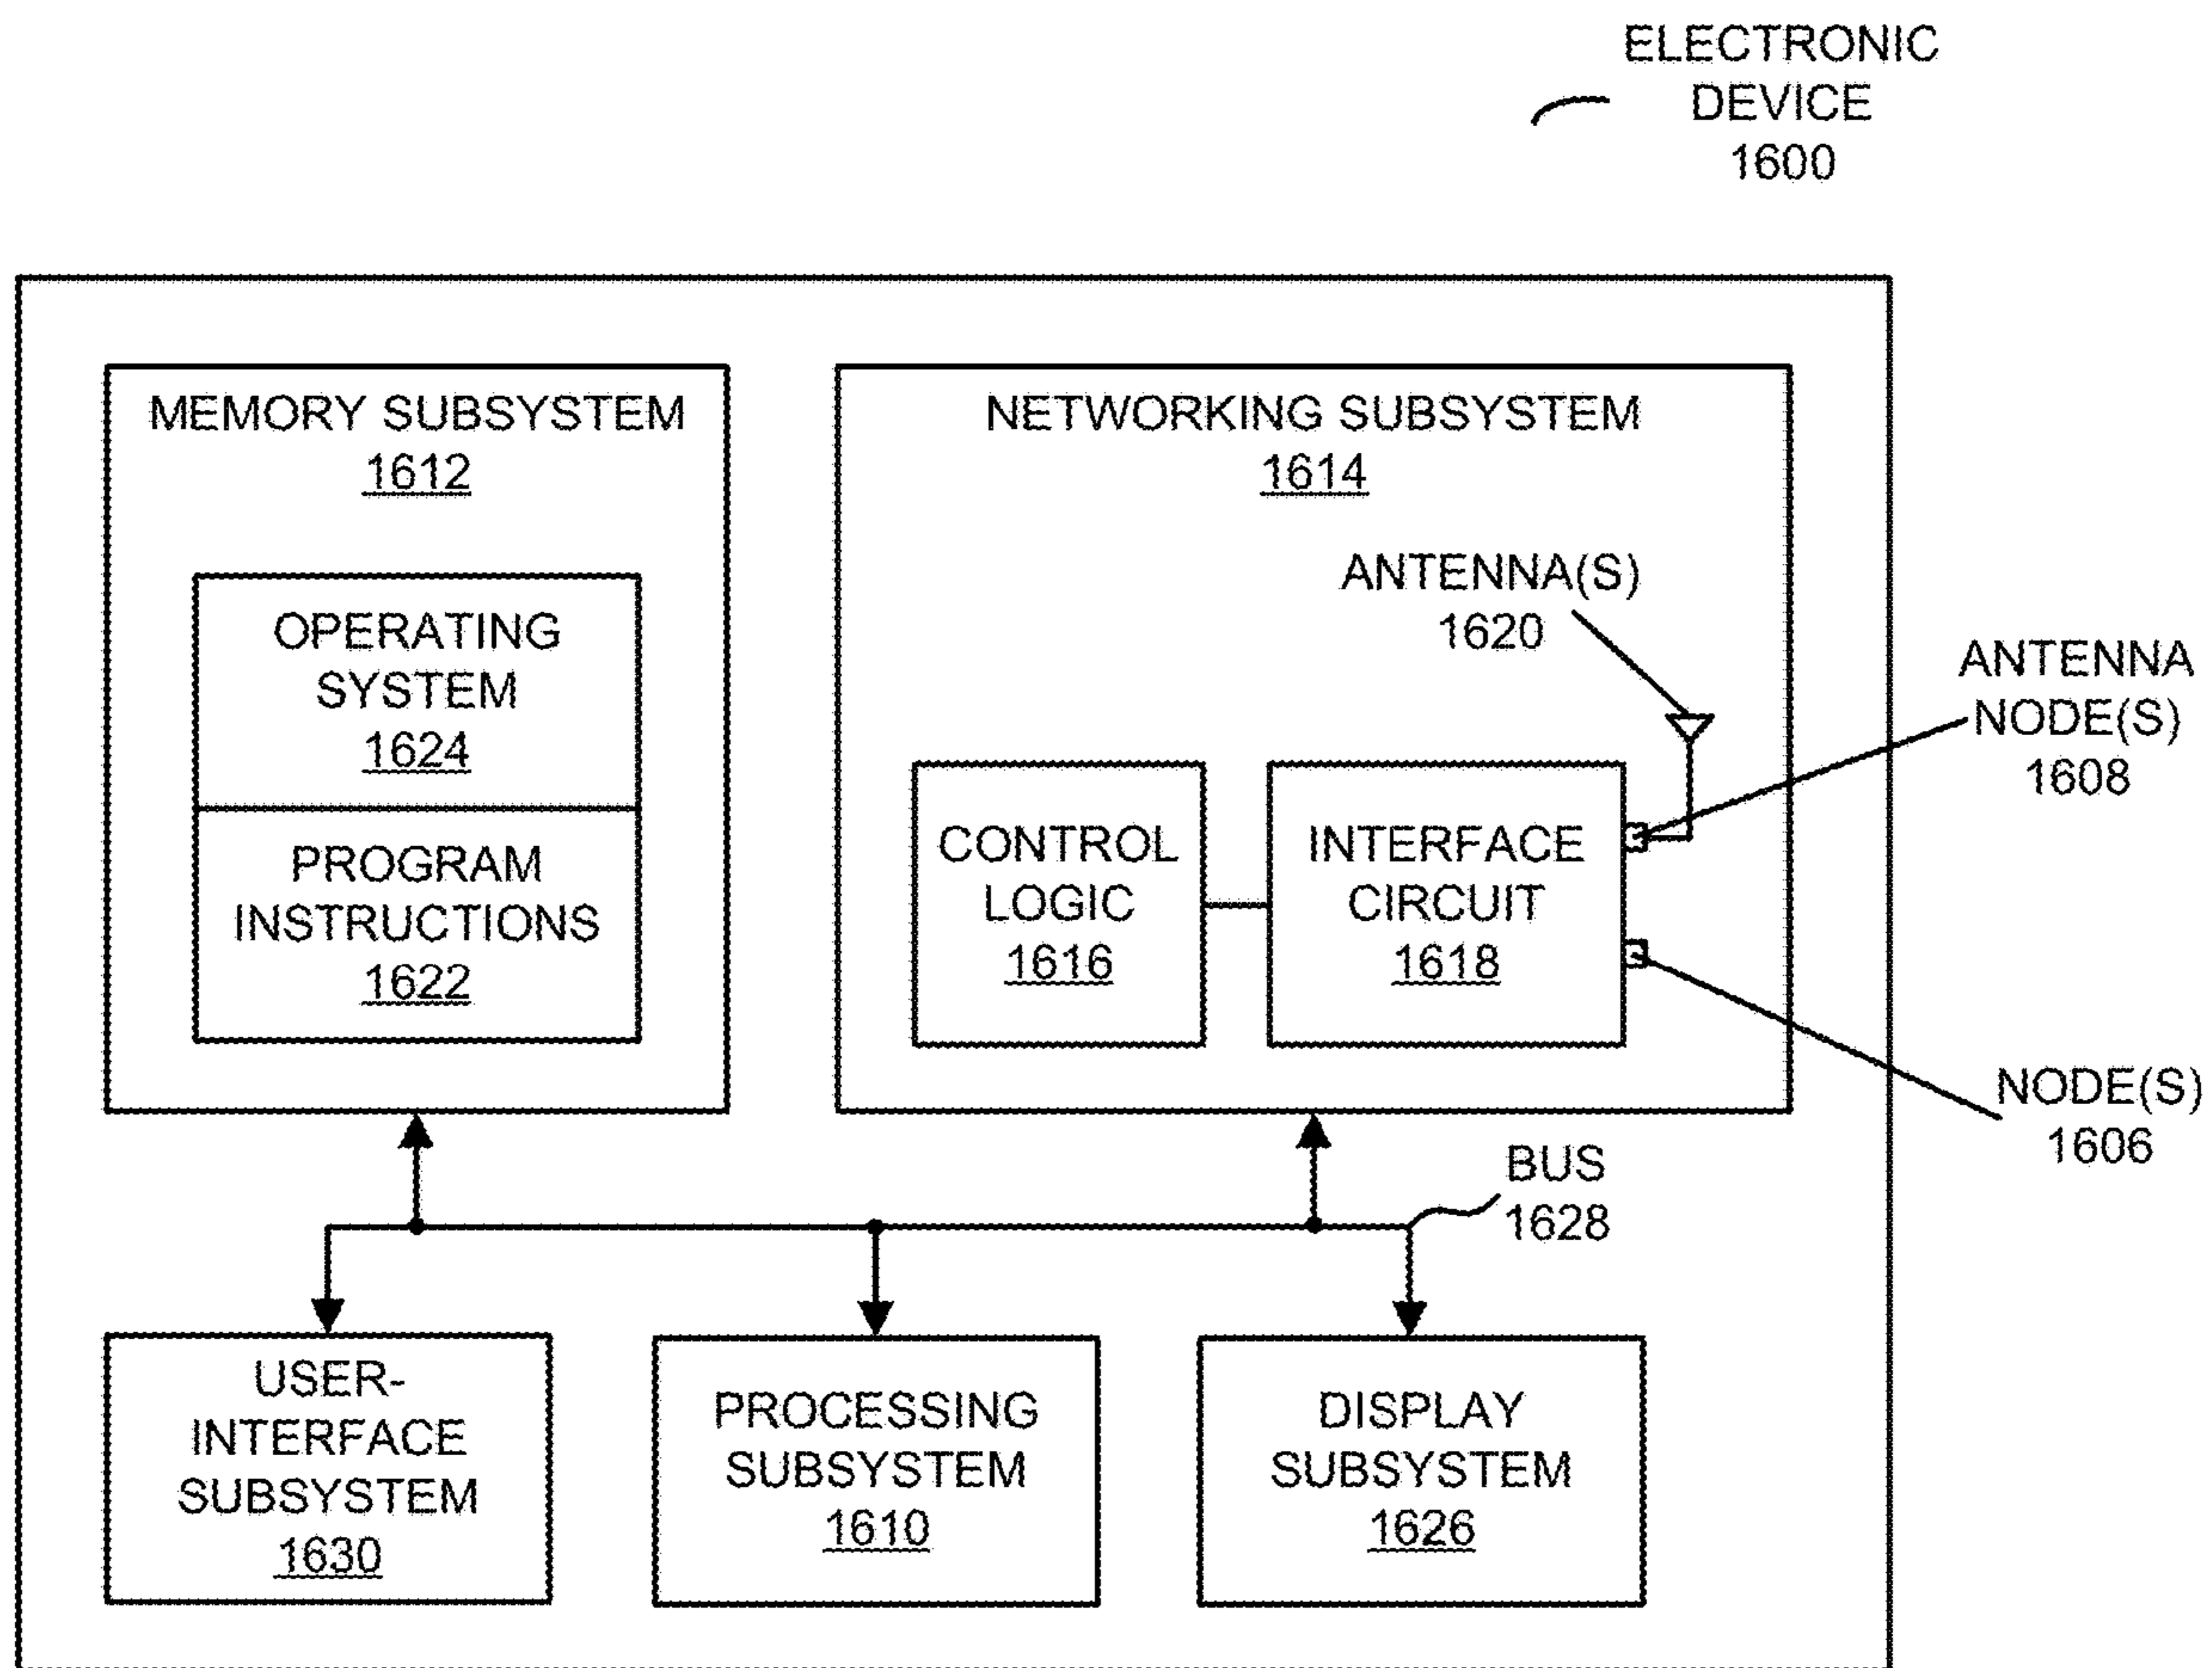 ELECTRONIC
DEVICE
1600
MEMORY SUBSYSTEM
1612
OPERATING
SYSTEM
1624
PROGRAM
INSTRUCTIONS
1622
NETWORKING SUBSYSTEM
1614
ANTENNA(S)
1620
CONTROL
LOGIC
1616
INTERFACE
CIRCUIT
1618
ANTENNA
NODE(S)
1608
NODE(S)
1606
BUS
1628
USER-
INTERFACE
SUBSYSTEM
1630
PROCESSING
SUBSYSTEM
1610
DISPLAY
SUBSYSTEM
1626